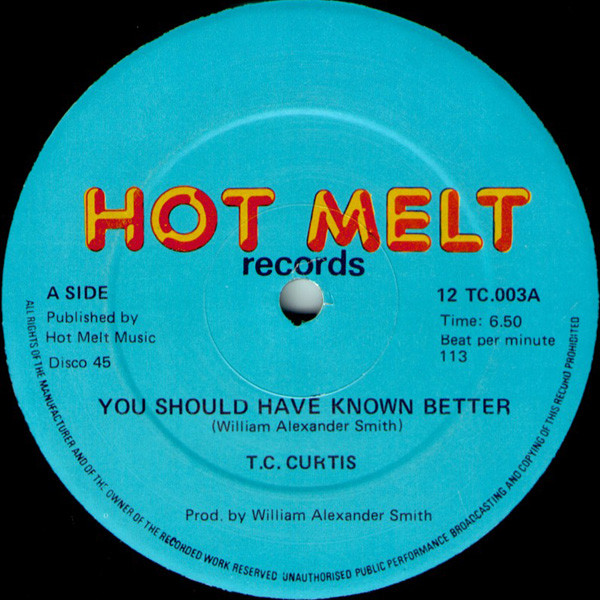 HOT MELT
records
A SIDE
Published by
Hot Melt Music
Disco 45
12 TC.003A
Time: 6.50
Beat per minute
113
YOU SHOULD HAVE KNOWN BETTER
(William Alexander Smith)
T.C. CURTIS
Prod. by William Alexander Smith
ALL RIGHTS OF THE MANUFACTURER AND OF THE OWNER OF THE RECORDED WORK RESERVED UNAUTHORISED PUBLIC PERFORMANCE BROADCASTING AND COPYING OF THIS RECORD PROHIBITED